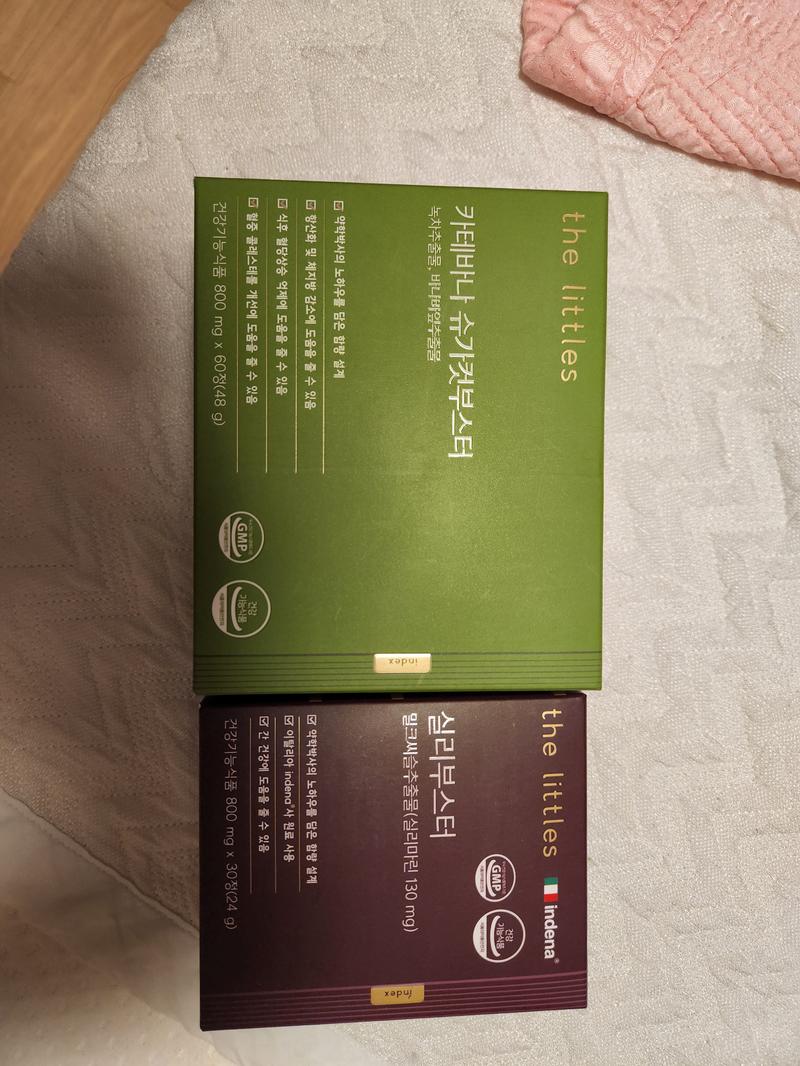 the littles
카테바나 슈가컷부스터
녹차추출물, 바나바잎추출물
약학박사의 노하우를 담은 함량 설계
항산화 및 체지방 감소에 도움을 줄 수 있음
식후 혈당상승 억제에 도움을 줄 수 있음
혈중 콜레스테롤 개선에 도움을 줄 수 있음
건강기능식품 800 mg x 60정(48 g)
GMP
건강
기능식품
index
the littles
indena®
실리부스터
밀크씨슬추출물(실리마린 130 mg)
약학박사의 노하우를 담은 함량 설계
이탈리아 indena®사 원료 사용
간 건강에 도움을 줄 수 있음
건강기능식품 800 mg x 30정(24 g)
GMP
건강
기능식품
index